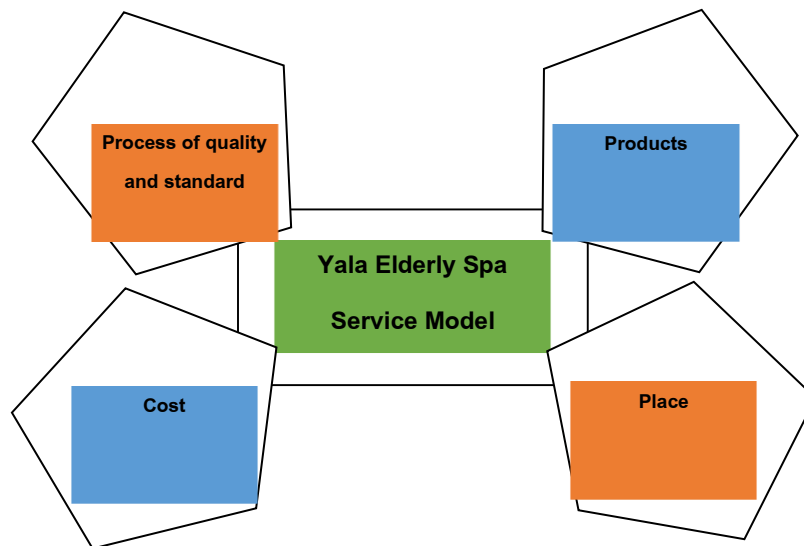 Process of quality
and standard
Products
Yala Elderly Spa
Service Model
Cost
Place